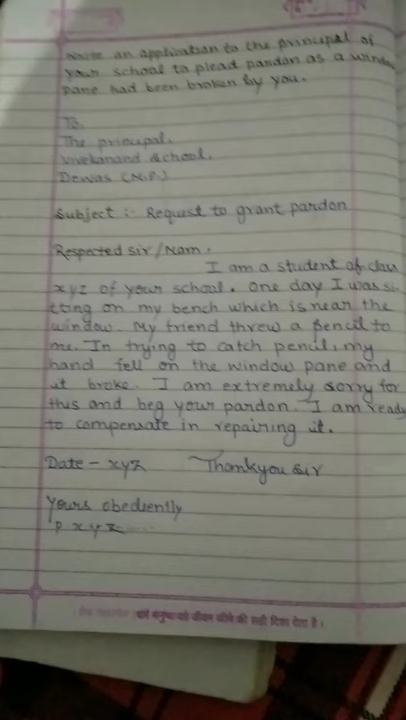 Write an application to the principal of
your school to plead pardon as a window
pane had been broken by you.
To,
The principal,
Vivekanand School,
Dewas (M.P.)
Subject :- Request to grant pardon
Respected sir/Mam.
I am a student of class
xyz of your school. One day I was si-
tting on my bench which is near the
window. My friend threw a pencil to
me. In trying to catch pencil, my
hand fell on the window pane and
it broke. I am extremely sorry for
this and beg your pardon. I am ready
to compensate in repairing it.
Date - xyz Thankyou sir
Yours obediently
P x y z
मनुष्य को जीवन जीने की सही दिशा देता है।